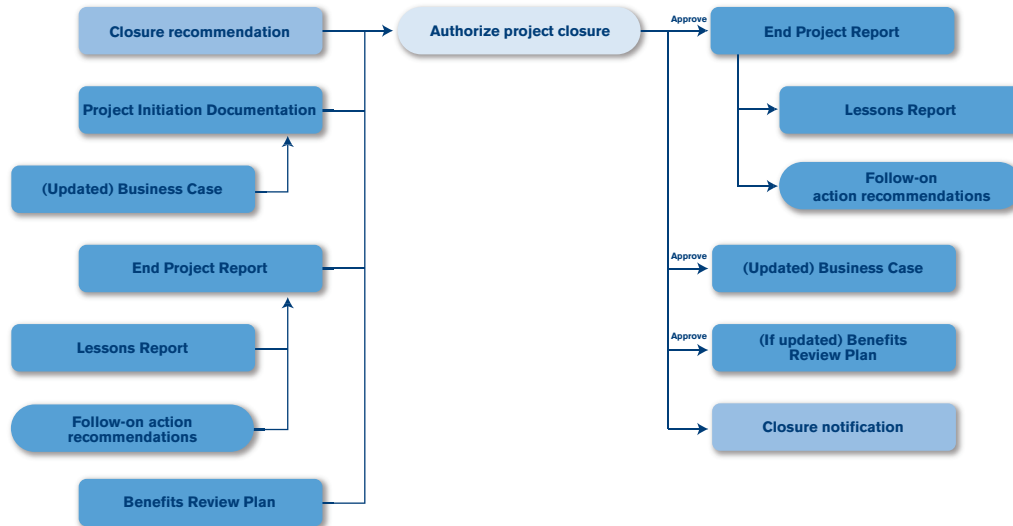 Closure recommendation
Authorize project closure
Approve
End Project Report
Project Initiation Documentation
Lessons Report
(Updated) Business Case
Follow-on
action recommendations
End Project Report
Approve
(Updated) Business Case
Lessons Report
Approve
(If updated) Benefits
Review Plan
Follow-on action
recommendations
Closure notification
Benefits Review Plan